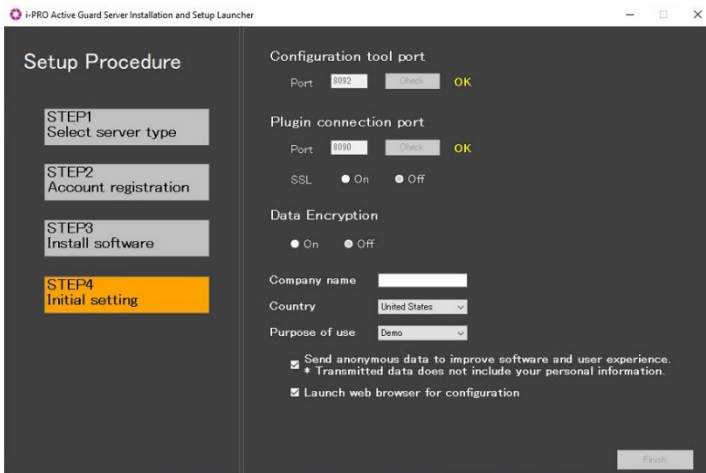 i-PRO Active Guard Server Installation and Setup Launcher
Setup Procedure
STEP1
Select server type
STEP2
Account registration
STEP3
Install software
STEP4
Initial setting
Configuration tool port
Port 8092 Check OK
Plugin connection port
Port 8090 Check OK
SSL On Off
Data Encryption
On Off
Company name
Country United States
Purpose of use Demo
Send anonymous data to improve software and user experience.
* Transmitted data does not include your personal information.
Launch web browser for configuration
Finish